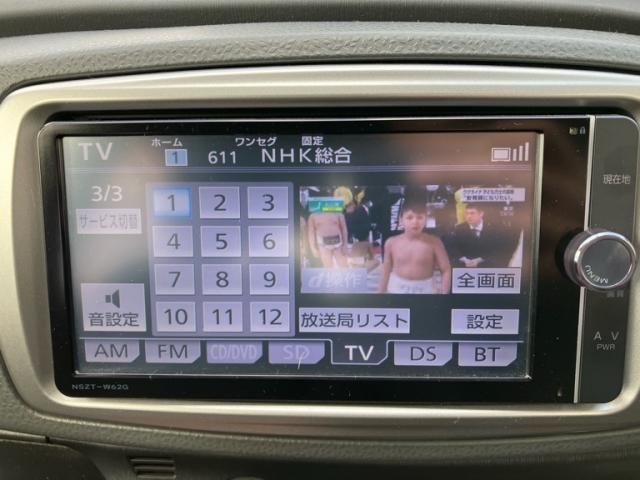 TV ホーム 1 ワンセグ 611 固定 NHK総合
3/3
サービス切替
1 2 3
4 5 6
7 8 9
10 11 12
音設定
d操作
全画面
放送局リスト
設定
AM FM CD/DVD SD TV DS BT
NSZT-W62G
現在地
MENU
A V
PWR